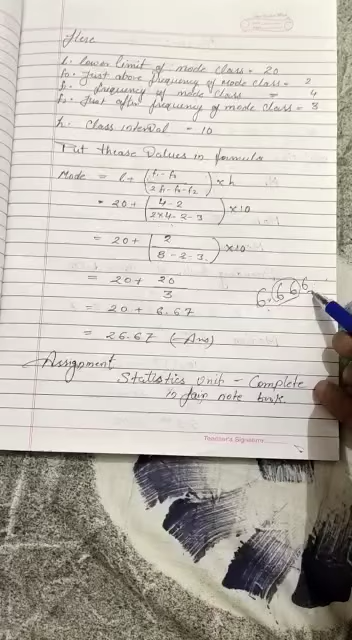 Here
l = lower limit of mode class = 20
f₀ = Just above frequency of mode class = 2
f₁ = frequency of mode class = 4
f₂ = Just after frequency of mode class = 3
h = Class interval = 10
Put these Values in formula
Mode = l + (f₁-f₀ / 2f₁-f₀-f₂) × h
= 20 + (4-2 / 2×4-2-3) × 10
= 20 + (2 / 8-2-3) × 10
= 20 + 20 / 3
6.666
= 20 + 6.67
= 26.67 (Ans)
Assignment
Statistics unit - Complete
in fair note book.
Teacher's Signature